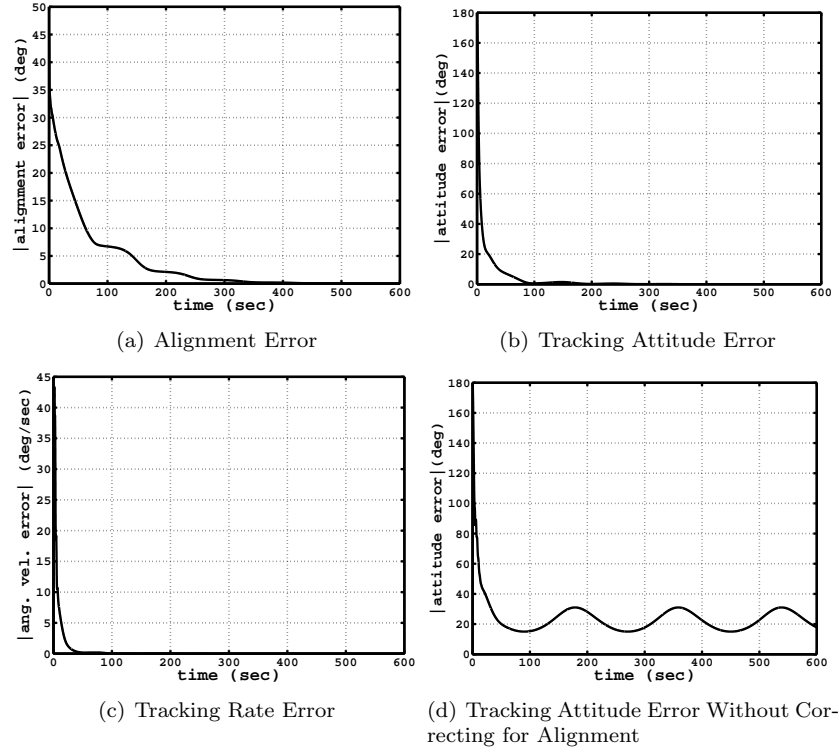 50
45
40
35
30
25
20
15
10
5
0
|alignment error| (deg)
0 100 200 300 400 500 600
time (sec)
(a) Alignment Error
180
160
140
120
100
80
60
40
20
0
|attitude error|(deg)
0 100 200 300 400 500 600
time (sec)
(b) Tracking Attitude Error
45
40
35
30
25
20
15
10
5
0
|ang. vel. error| (deg/sec)
0 100 200 300 400 500 600
time (sec)
(c) Tracking Rate Error
180
160
140
120
100
80
60
40
20
0
|attitude error|(deg)
0 100 200 300 400 500 600
time (sec)
(d) Tracking Attitude Error Without Cor-
recting for Alignment